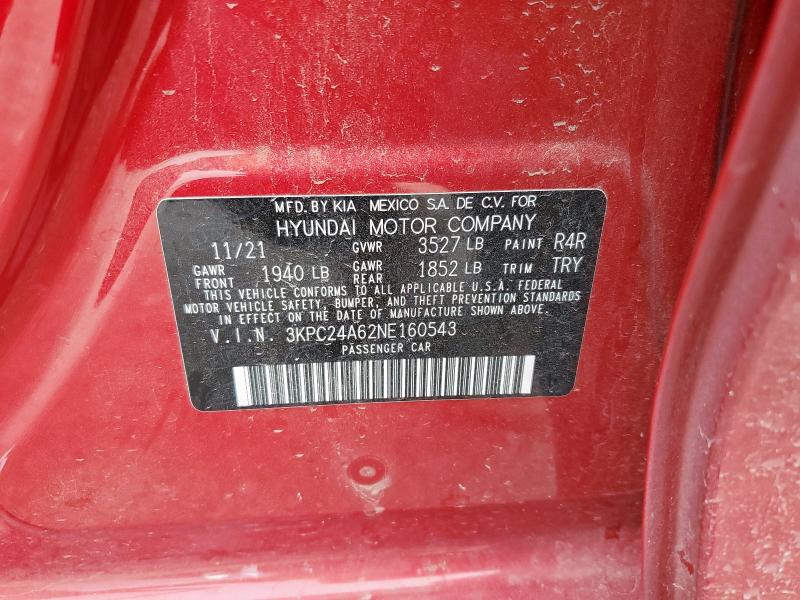 MFD. BY KIA MEXICO S.A. DE C.V. FOR
HYUNDAI MOTOR COMPANY
11/21 GVWR 3527 LB PAINT R4R
GAWR FRONT 1940 LB GAWR REAR 1852 LB TRIM TRY
THIS VEHICLE CONFORMS TO ALL APPLICABLE U.S.A. FEDERAL
MOTOR VEHICLE SAFETY, BUMPER, AND THEFT PREVENTION STANDARDS
IN EFFECT ON THE DATE OF MANUFACTURE SHOWN ABOVE.
V.I.N. 3KPC24A62NE160543
PASSENGER CAR